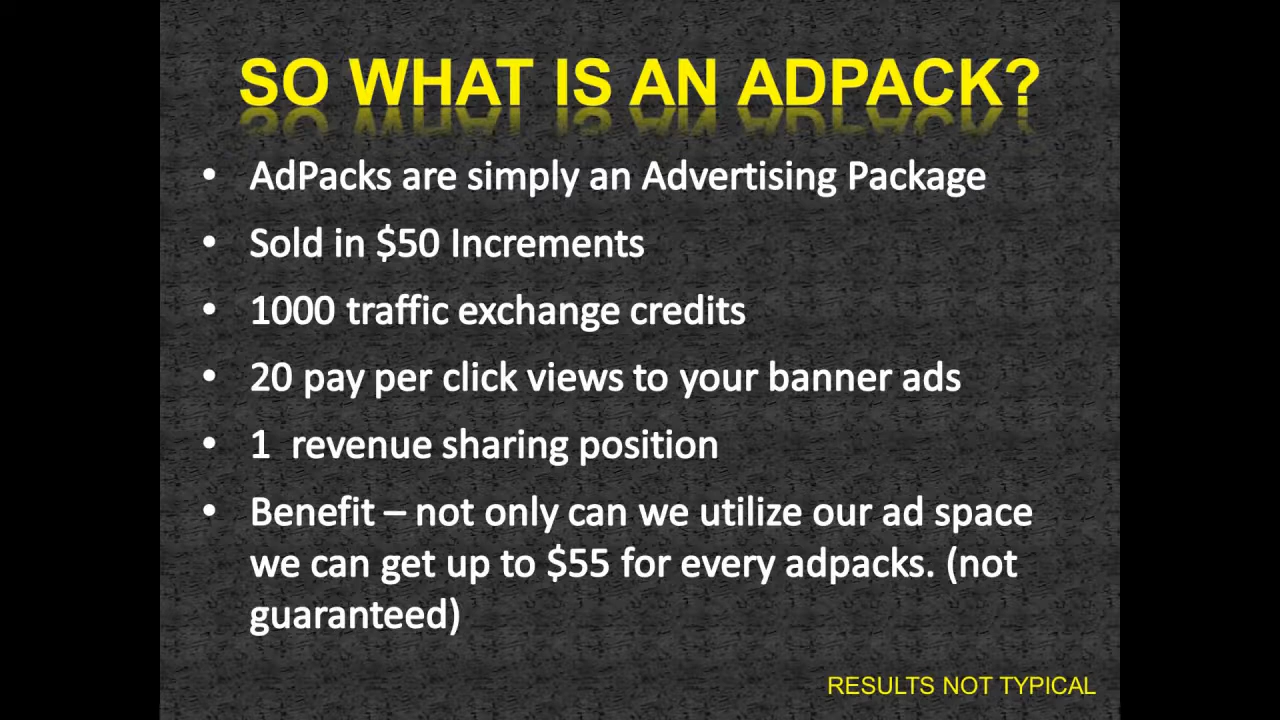 SO WHAT IS AN ADPACK?
• AdPacks are simply an Advertising Package
• Sold in $50 Increments
• 1000 traffic exchange credits
• 20 pay per click views to your banner ads
• 1  revenue sharing position
• Benefit – not only can we utilize our ad space
we can get up to $55 for every adpacks. (not
guaranteed)
RESULTS NOT TYPICAL